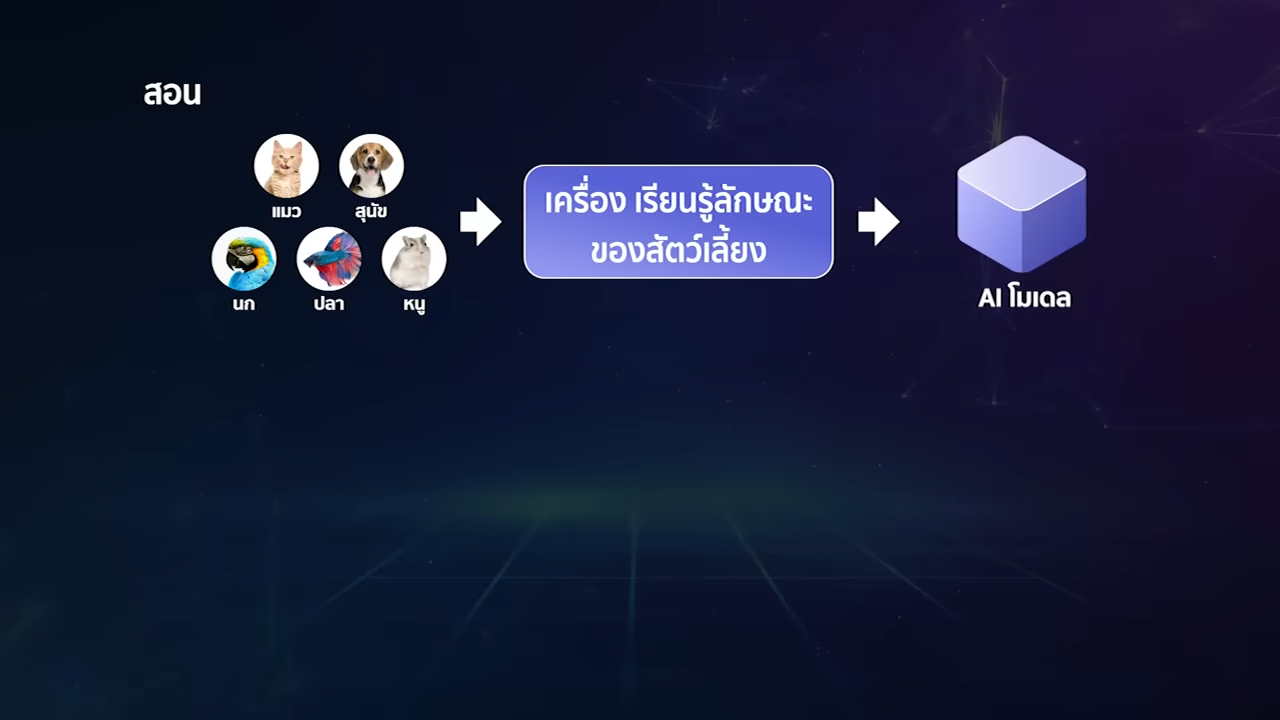 สอน
แมว สุนัข
นก ปลา หนู
เครื่อง เรียนรู้ลักษณะ
ของสัตว์เลี้ยง
AI โมเดล